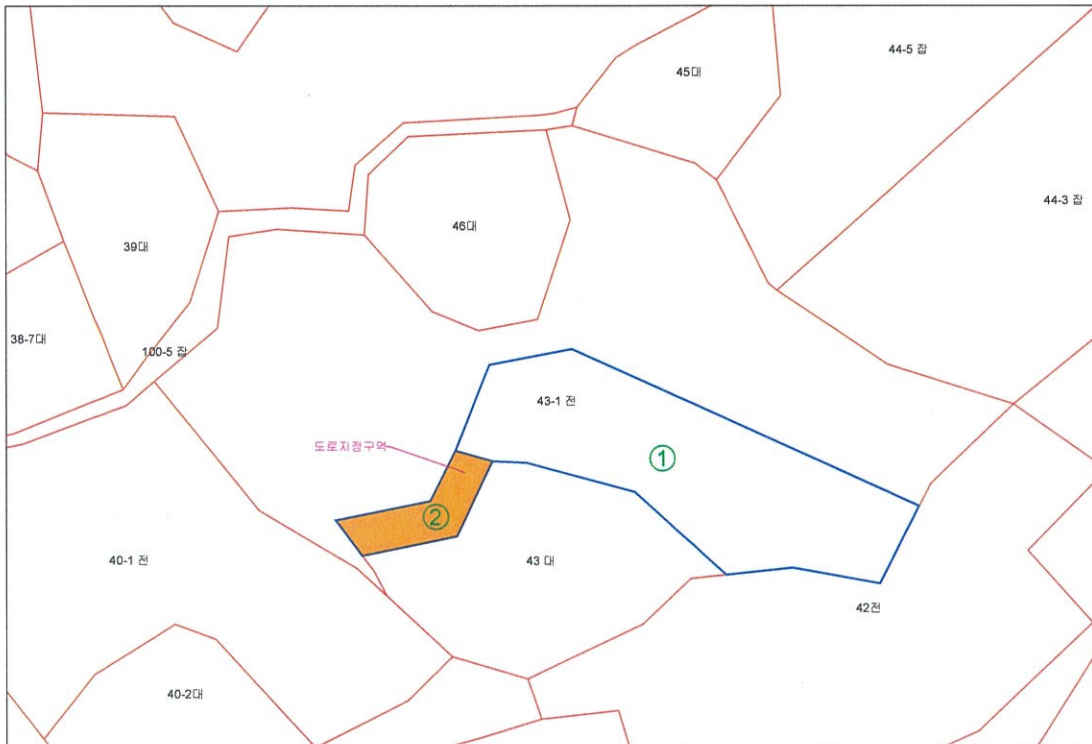 44-5 잡
45대
44-3 잡
46대
39대
38-7대
100-5 잡
43-1 전
도로지정구역
①
②
40-1 전
43 대
42전
40-2대